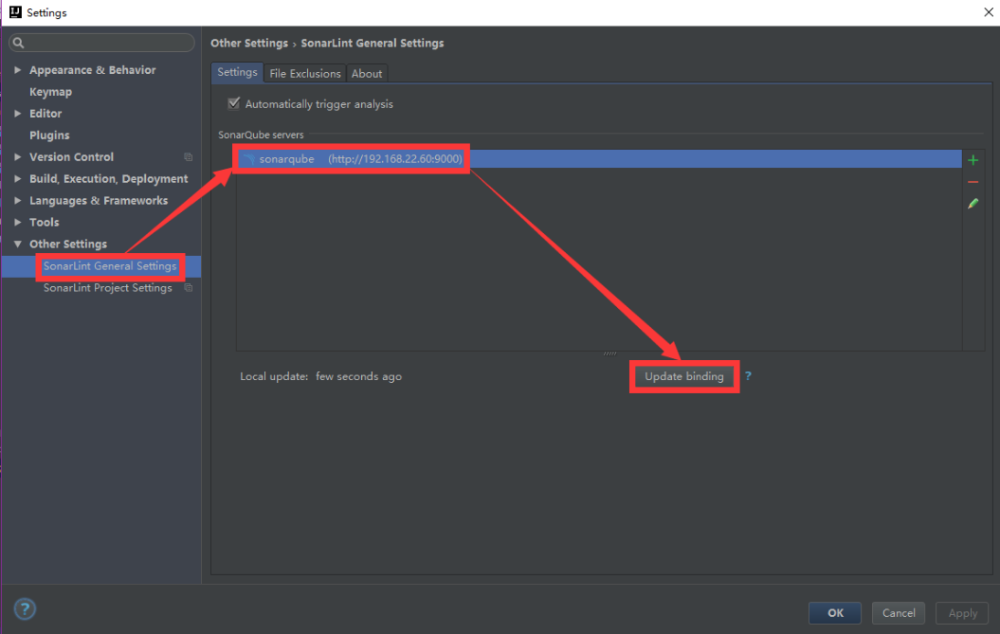 Settings
Other Settings › SonarLint General Settings
Appearance & Behavior
Keymap
Editor
Plugins
Version Control
Build, Execution, Deployment
Languages & Frameworks
Tools
Other Settings
SonarLint General Settings
SonarLint Project Settings
Settings File Exclusions About
Automatically trigger analysis
SonarQube servers
sonarqube (http://192.168.22.60:9000)
Local update: few seconds ago
Update binding ?
? OK Cancel Apply